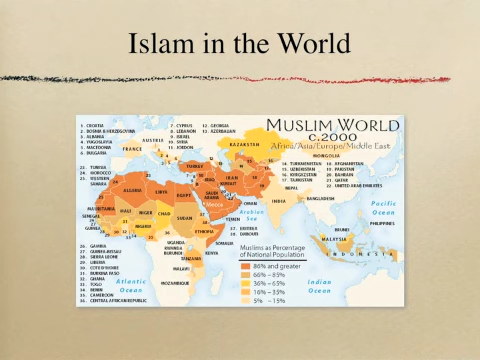 Islam in the World
MUSLIM WORLD
c.2000
Africa/Asia/Europe/Middle East
1. CROATIA
2. BOSNIA & HERZEGOVINA
3. ALBANIA
4. YUGOSLAVIA
5. MACEDONIA
6. BULGARIA
7. CYPRUS
8. LEBANON
9. ISRAEL
10. SYRIA
11. JORDAN
12. GEORGIA
13. AZERBAIJAN
14. TURKMENISTAN
15. UZBEKISTAN
16. KIRGIZSTAN
17. TAJIKISTAN
18. AFGHANISTAN
19. PAKISTAN
20. BAHRAIN
21. QATAR
22. UNITED ARAB EMIRATES
22. TUNISIA
24. MOROCCO
25. WESTERN
SAHARA
FRANCE
AUSTRIA
KAZAKSTAN
MONGOLIA
TURKEY
IRAQ
IRAN
KUWAIT
ALGERIA
LIBYA
EGYPT
SAUDI
ARABIA
Mecca
OMAN
YEMEN
Arabian
Sea
INDIA
BANGLADESH
Pacific
Ocean
PHILIPPINES
BRUNEI
MALAYSIA
INDONESIA
MAURITANIA
MALI
NIGER
CHAD
SUDAN
SENEGAL
GUINEA
NIGERIA
ETHIOPIA
ERITREA
DJIBOUTI
SOMALIA
UGANDA
RWANDA
BURUNDI
KENYA
TANZANIA
MALAWI
MOZAMBIQUE
26. GAMBIA
27. GUINEA-BISSAU
28. SIERRA LEONE
29. LIBERIA
30. COTE D'IVOIRE
31. BURKINA FASO
32. GHANA
33. TOGO
34. BENIN
35. CAMEROON
36. CENTRAL AFRICAN REPUBLIC
Atlantic
Ocean
Indian
Ocean
Muslims as Percentage
of National Population
86% and greater
66% – 85%
36% – 65%
16% – 35%
5% – 15%